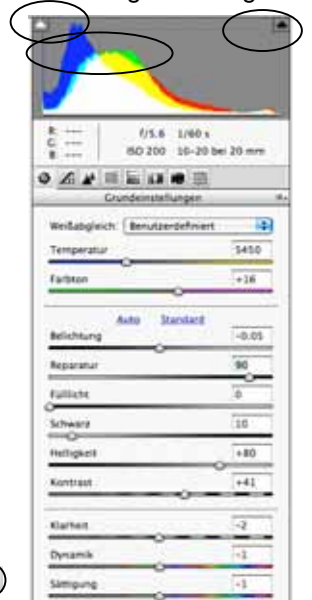 R: ---
G: ---
B: ---
f/5.6 1/60 s
ISO 200 10-20 bei 20 mm
Grundeinstellungen
Weißabgleich: Benutzerdefiniert
Temperatur 5450
Farbton +16
Auto Standard
Belichtung -0.05
Reparatur 90
Fülllicht 0
Schwarz 10
Helligkeit +80
Kontrast +41
Klarheit -2
Dynamik -1
Sättigung -1